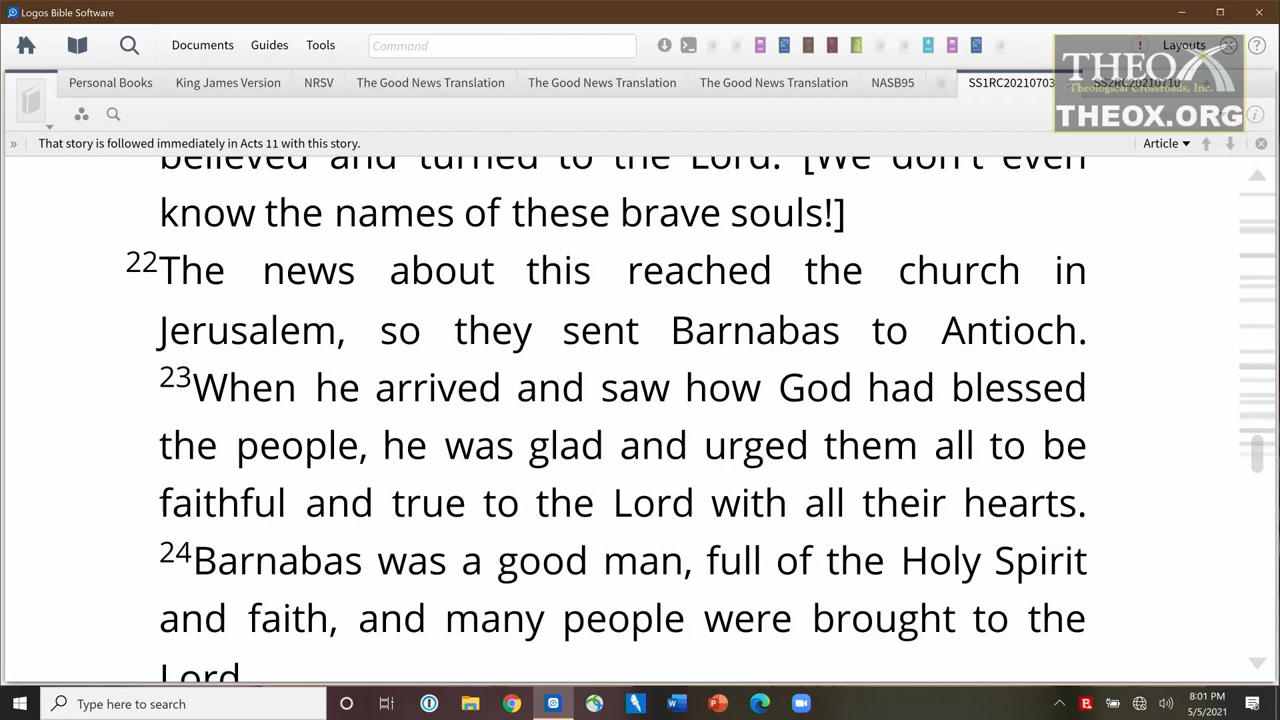 Logos Bible Software
Documents Guides Tools Command Layouts
THEOX
Theological Crossroads, Inc.
THEOX.ORG
Personal Books King James Version NRSV The Good News Translation The Good News Translation The Good News Translation NASB95 SS1RC20210703 SS2RC20210710
That story is followed immediately in Acts 11 with this story. Article
believed and turned to the Lord. [We don't even
know the names of these brave souls!]
22The news about this reached the church in
Jerusalem, so they sent Barnabas to Antioch.
23When he arrived and saw how God had blessed
the people, he was glad and urged them all to be
faithful and true to the Lord with all their hearts.
24Barnabas was a good man, full of the Holy Spirit
and faith, and many people were brought to the
Lord
Type here to search
8:01 PM
5/5/2021